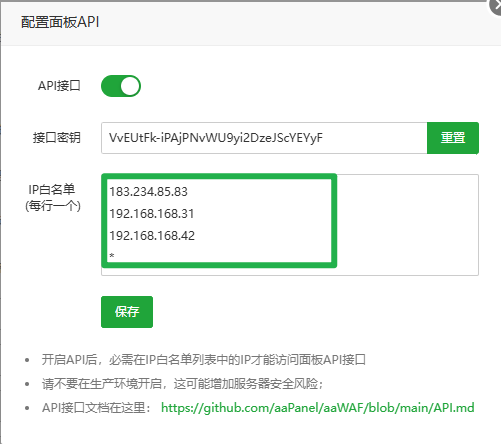 配置面板API
API接口
接口密钥 VvEUtFk-iPAjPNvWU9yi2DzeJScYEYyF 重置
IP白名单
(每行一个)
183.234.85.83
192.168.168.31
192.168.168.42
*
保存
开启API后，必需在IP白名单列表中的IP才能访问面板API接口
请不要在生产环境开启，这可能增加服务器安全风险；
API接口文档在这里： https://github.com/aaPanel/aaWAF/blob/main/API.md